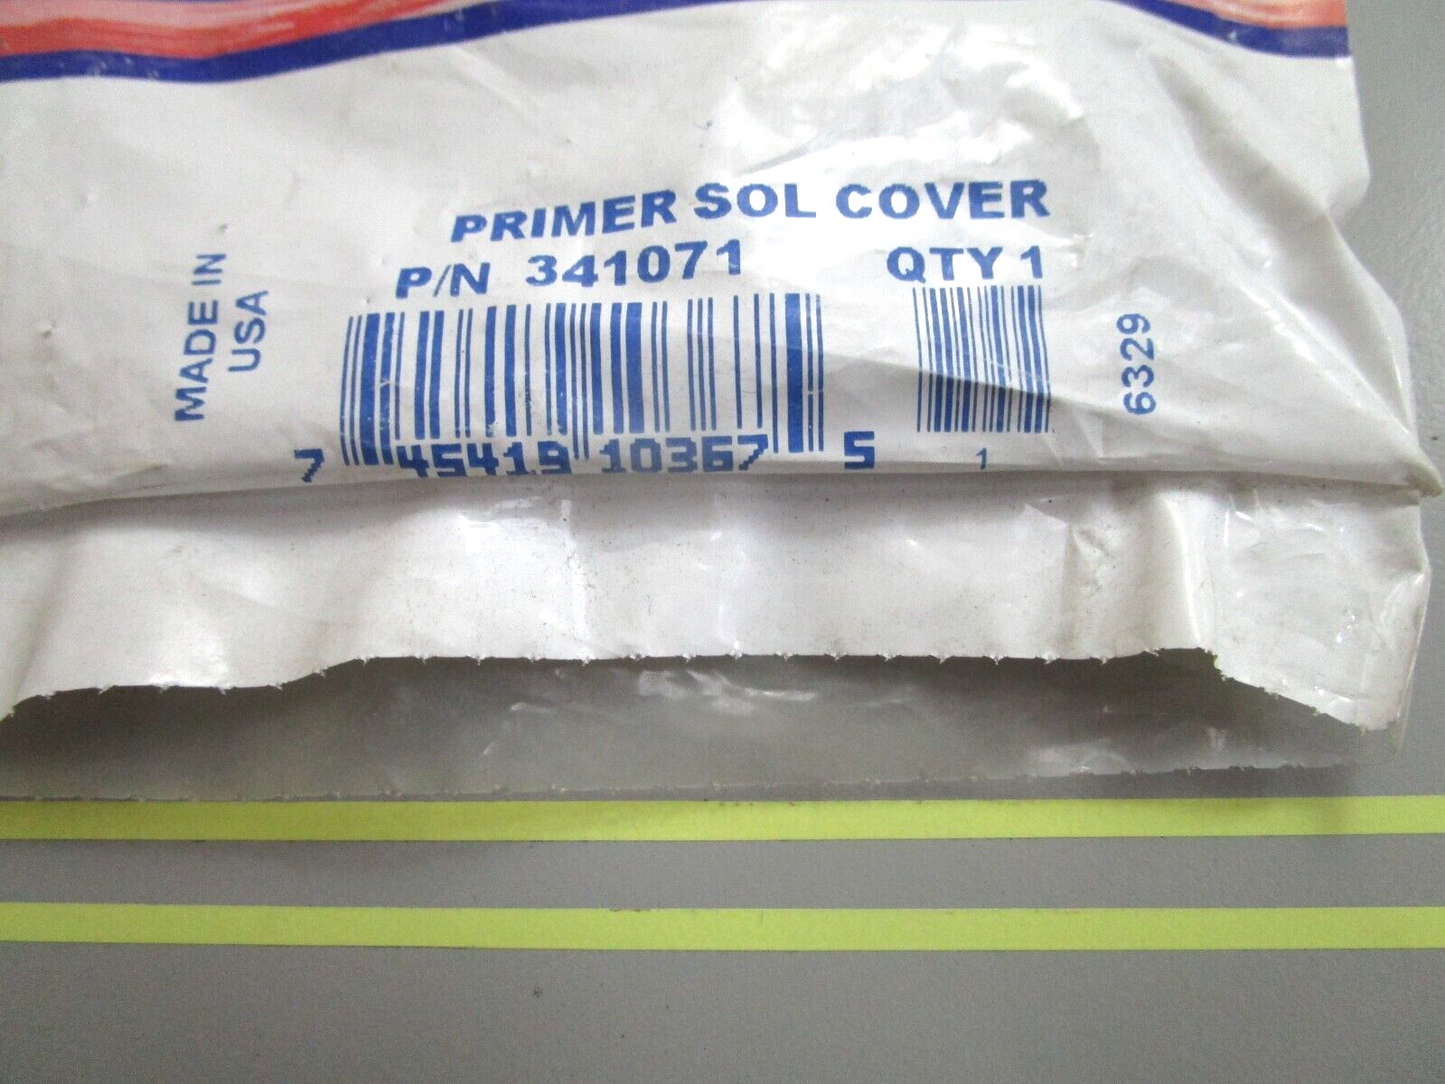 PRIMER SOL COVER
P/N 341071 QTY 1
MADE IN
USA
6329
7 45419 10367 5
1